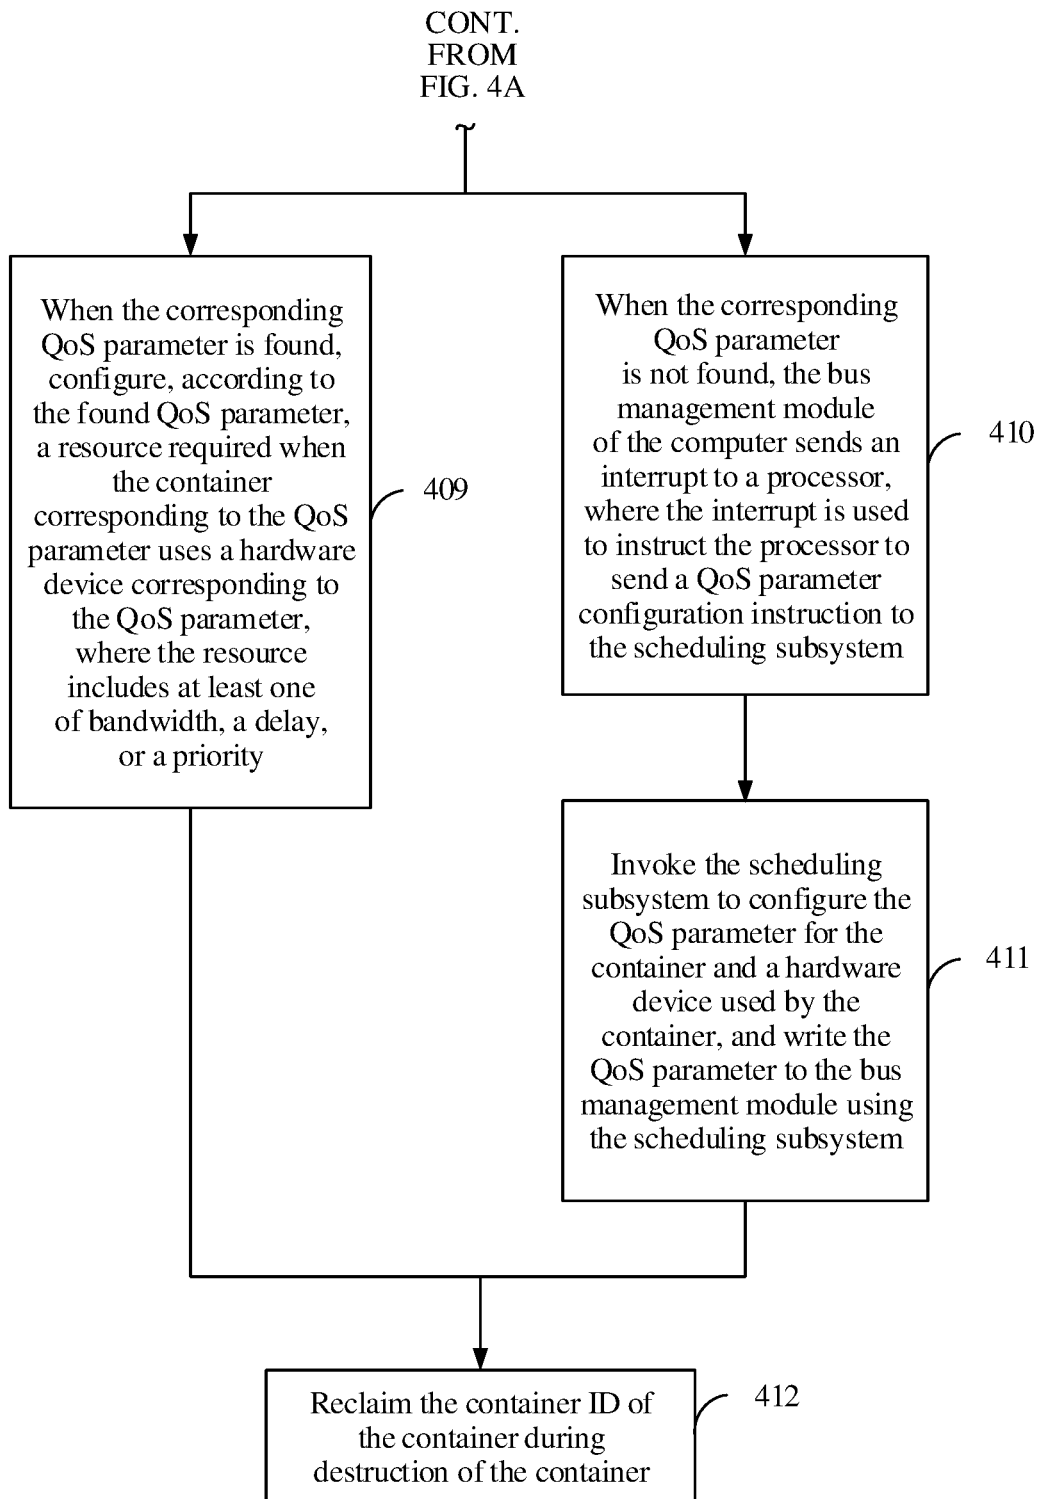 CONT.
FROM
FIG. 4A
When the corresponding
QoS parameter is found,
configure, according to
the found QoS parameter,
a resource required when
the container
corresponding to the QoS
parameter uses a hardware
device corresponding to
the QoS parameter,
where the resource
includes at least one
of bandwidth, a delay,
or a priority
409
When the corresponding
QoS parameter
is not found, the bus
management module
of the computer sends an
interrupt to a processor,
where the interrupt is used
to instruct the processor to
send a QoS parameter
configuration instruction to
the scheduling subsystem
410
Invoke the scheduling
subsystem to configure the
QoS parameter for the
container and a hardware
device used by the
container, and write the
QoS parameter to the bus
management module using
the scheduling subsystem
411
Reclaim the container ID of
the container during
destruction of the container
412